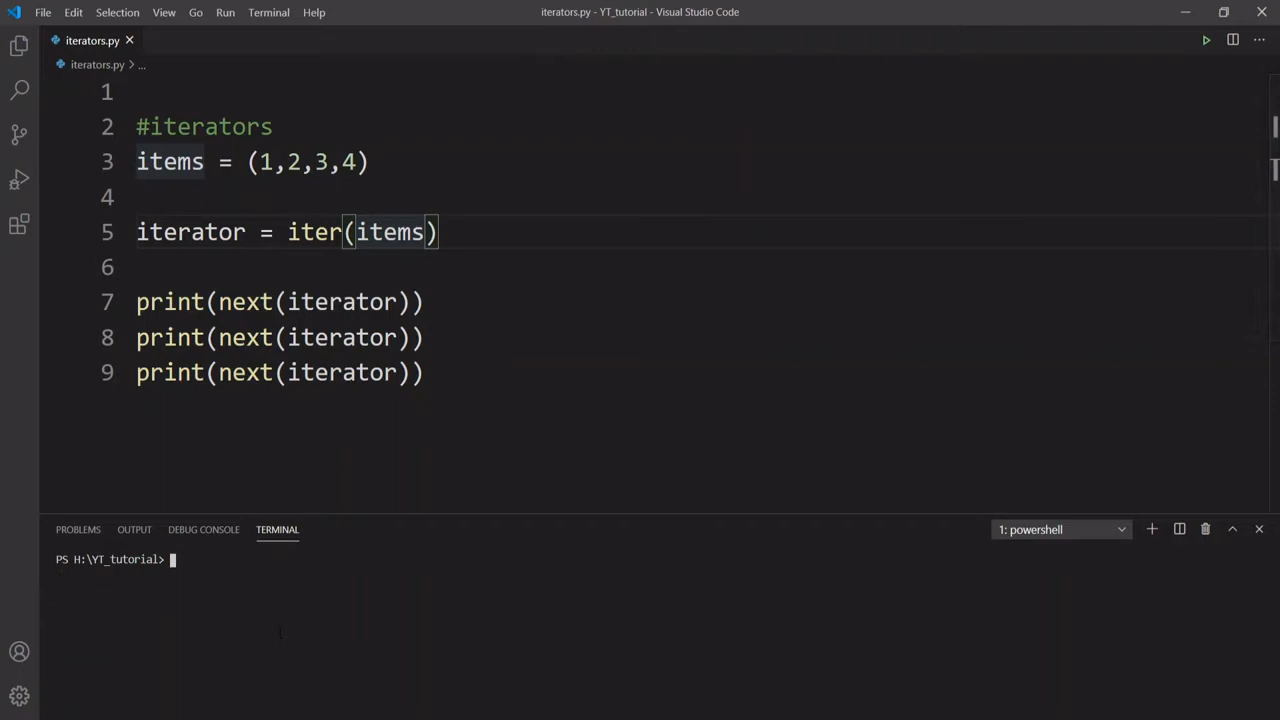 File Edit Selection View Go Run Terminal Help
iterators.py - YT_tutorial - Visual Studio Code
iterators.py
iterators.py > ...
1
2 #iterators
3 items = (1,2,3,4)
4
5 iterator = iter(items)
6
7 print(next(iterator))
8 print(next(iterator))
9 print(next(iterator))
PROBLEMS OUTPUT DEBUG CONSOLE TERMINAL
1: powershell
PS H:\YT_tutorial>